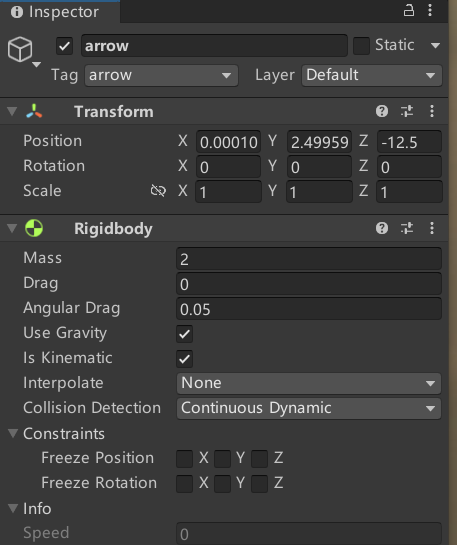 Inspector
arrow Static
Tag arrow Layer Default
Transform
Position X 0.00010 Y 2.49959 Z -12.5
Rotation X 0 Y 0 Z 0
Scale X 1 Y 1 Z 1
Rigidbody
Mass 2
Drag 0
Angular Drag 0.05
Use Gravity
Is Kinematic
Interpolate None
Collision Detection Continuous Dynamic
Constraints
Freeze Position X Y Z
Freeze Rotation X Y Z
Info
Speed 0